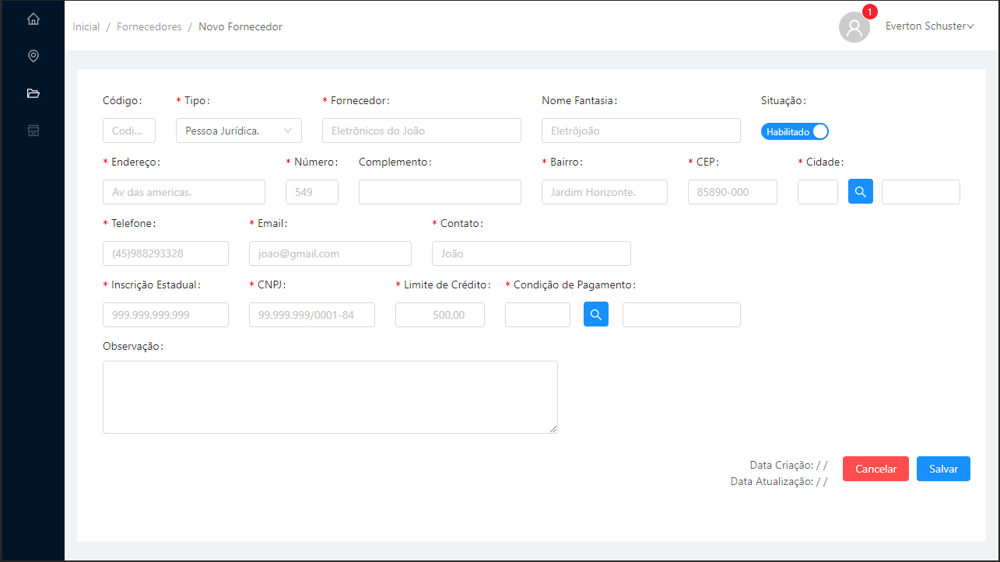 Inicial / Fornecedores / Novo Fornecedor
1
Everton Schuster
Código: * Tipo: * Fornecedor: Nome Fantasia: Situação:
Codi... Pessoa Jurídica. Eletrônicos do João Eletrôjoão Habilitado
* Endereço: * Número: Complemento: * Bairro: * CEP: * Cidade:
Av das americas. 549 Jardim Horizonte. 85890-000
* Telefone: * Email: * Contato:
(45)988293328 joao@gmail.com João
* Inscrição Estadual: * CNPJ: * Limite de Crédito: * Condição de Pagamento:
999.999.999.999 99.999.999/0001-84 500,00
Observação:
Data Criação: / /
Data Atualização: / /
Cancelar Salvar